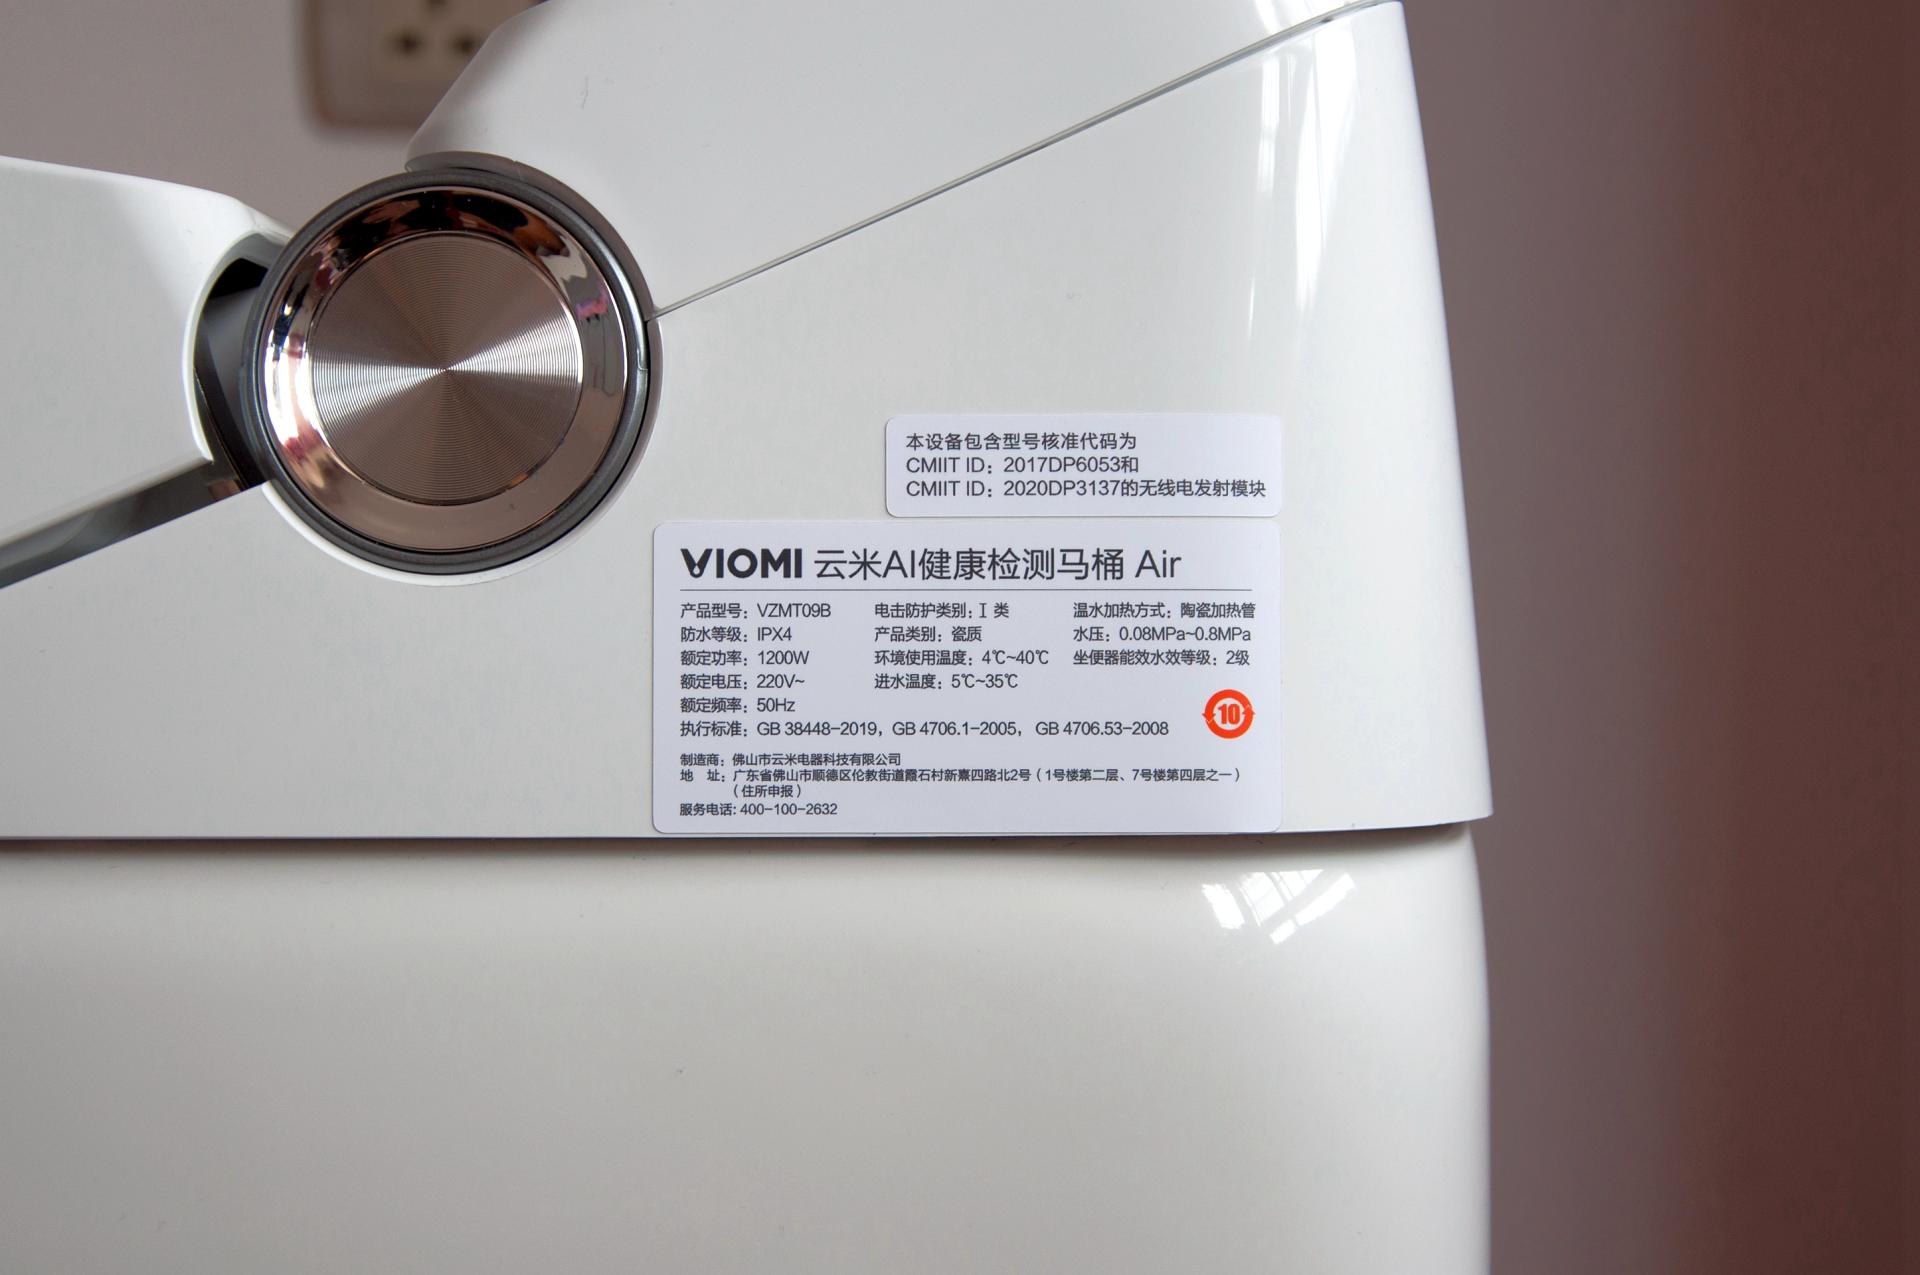 本设备包含型号核准代码为
CMIIT ID：2017DP6053和
CMIIT ID：2020DP3137的无线电发射模块
VIOMI 云米AI健康检测马桶 Air
产品型号：VZMT09B 电击防护类别：I 类 温水加热方式：陶瓷加热管
防水等级：IPX4 产品类别：瓷质 水压：0.08MPa~0.8MPa
额定功率：1200W 环境使用温度：4℃~40℃ 坐便器能效水效等级：2级
额定电压：220V~ 进水温度：5℃~35℃
额定频率：50Hz
10
执行标准：GB 38448-2019，GB 4706.1-2005，GB 4706.53-2008
制造商：佛山市云米电器科技有限公司
地 址：广东省佛山市顺德区伦教街道霞石村新熹四路北2号（1号楼第二层、7号楼第四层之一）
（住所申报）
服务电话：400-100-2632